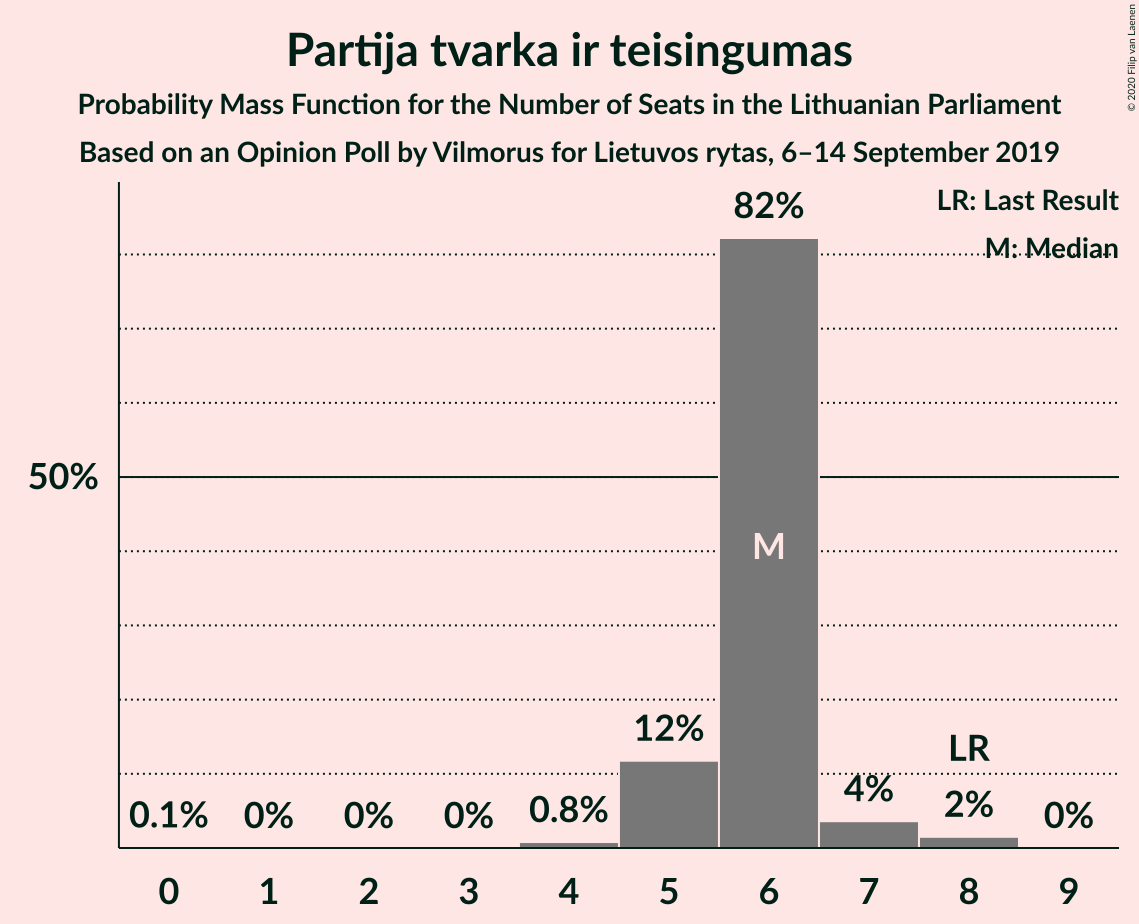 Partija tvarka ir teisingumas
Probability Mass Function for the Number of Seats in the Lithuanian Parliament
Based on an Opinion Poll by Vilmorus for Lietuvos rytas, 6–14 September 2019
© 2020 Filip van Laenen
LR: Last Result
M: Median
82%
50%
M
12%
LR
0.1% 0% 0% 0% 0.8% 4% 2% 0%
0 1 2 3 4 5 6 7 8 9